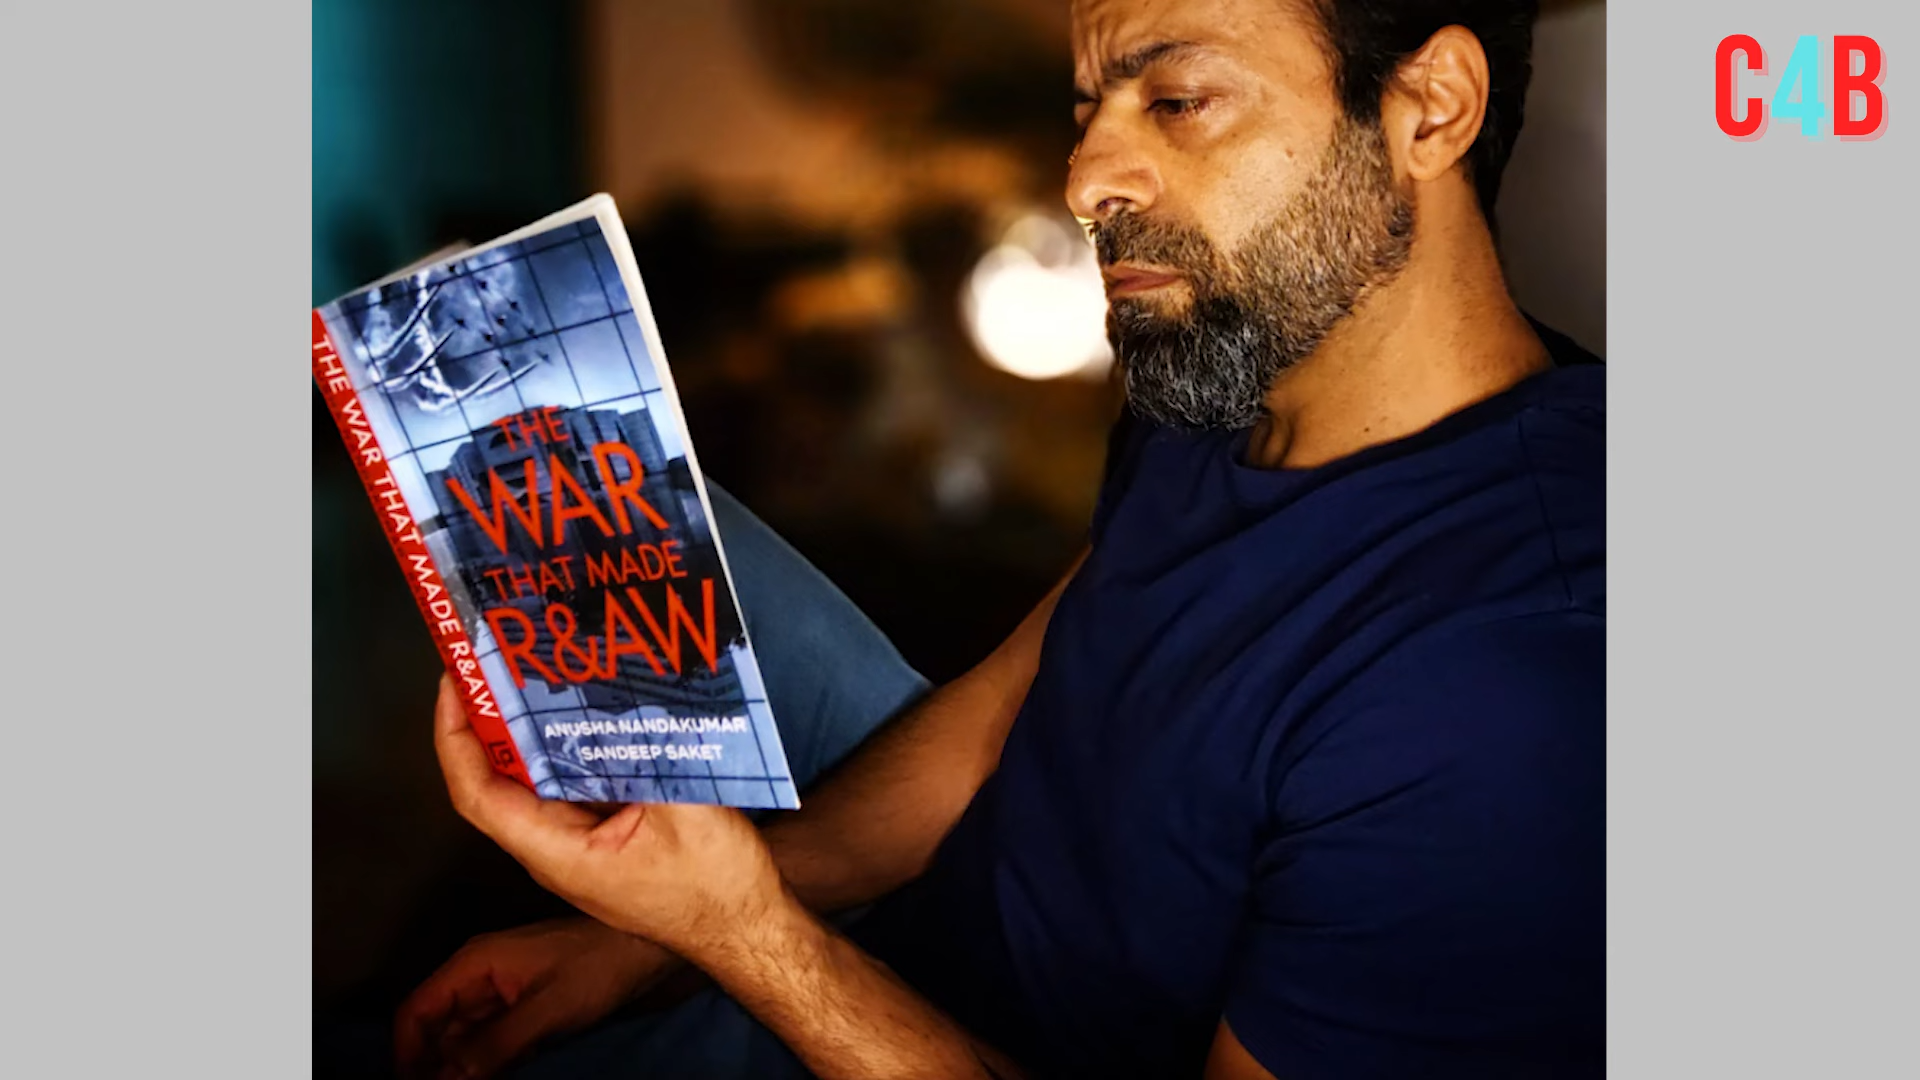 C4B
THE
WAR
THAT MADE
R&AW
ANUSHA NANDAKUMAR
SANDEEP SAKET
THE WAR THAT MADE R&AW